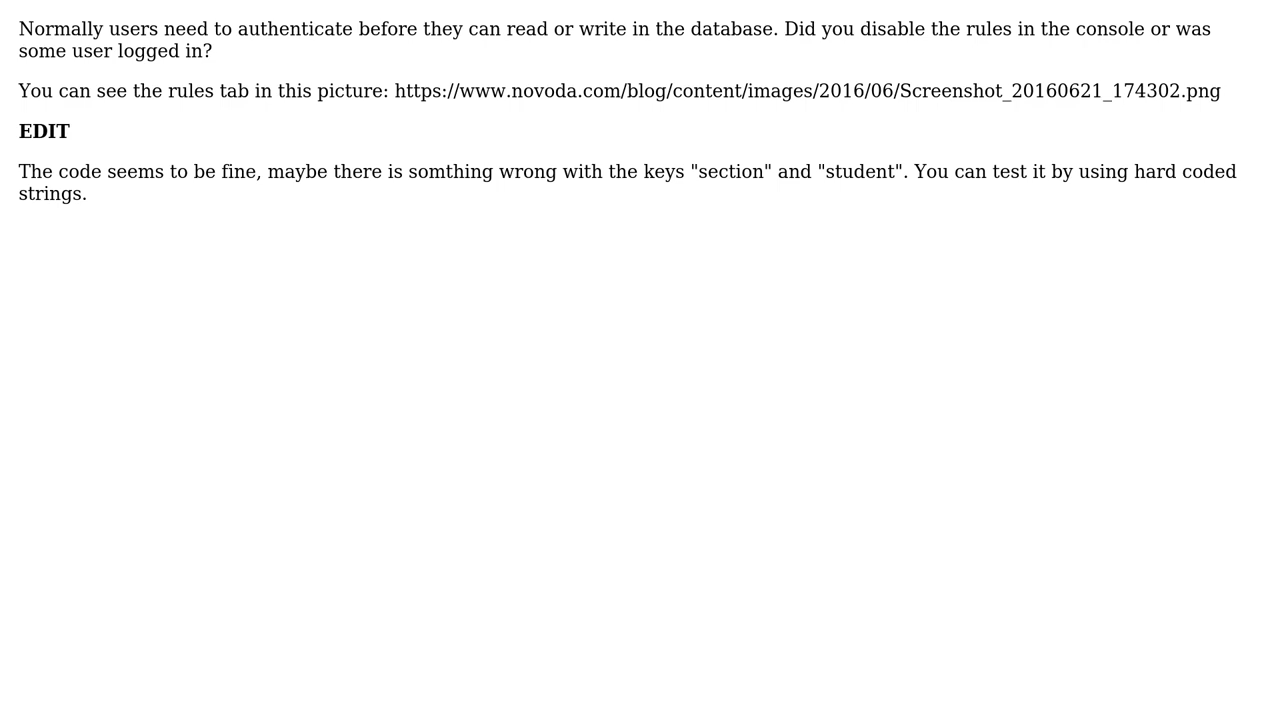 Normally users need to authenticate before they can read or write in the database. Did you disable the rules in the console or was
some user logged in?
You can see the rules tab in this picture: https://www.novoda.com/blog/content/images/2016/06/Screenshot_20160621_174302.png
EDIT
The code seems to be fine, maybe there is somthing wrong with the keys "section" and "student". You can test it by using hard coded
strings.